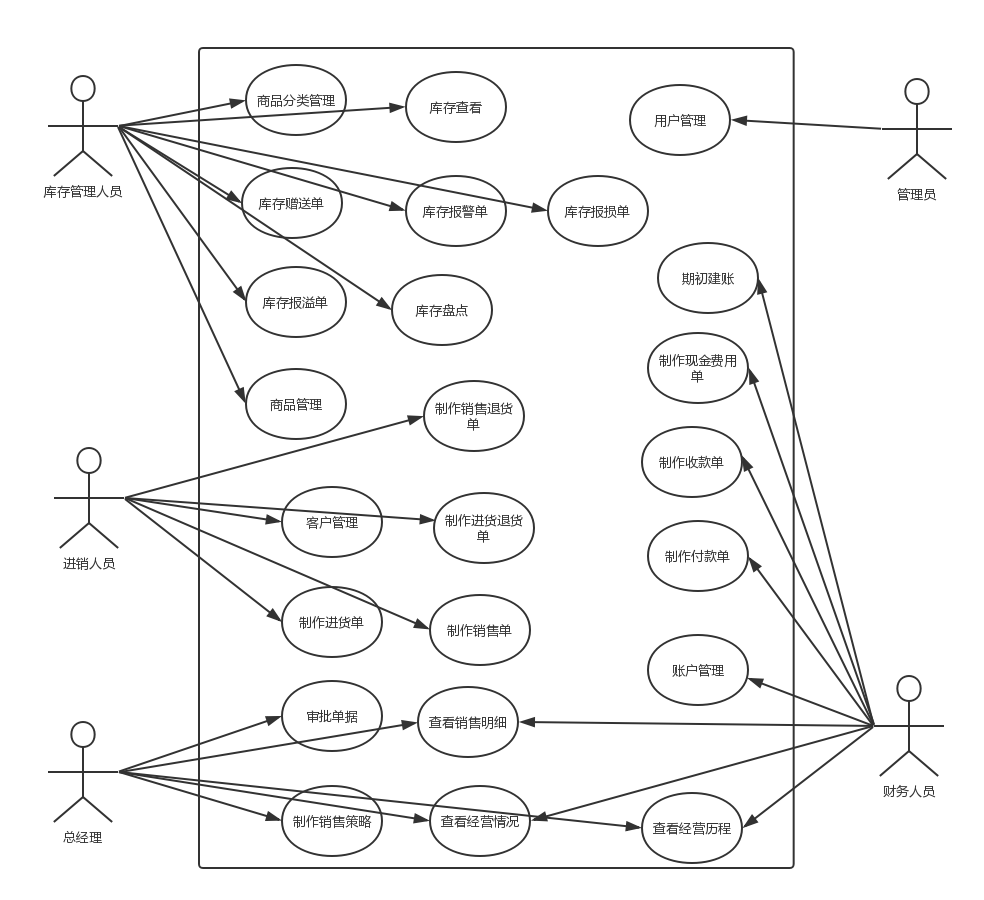 商品分类管理
库存查看
用户管理
库存管理人员
管理员
库存赠送单
库存报警单
库存报损单
期初建账
库存报溢单
库存盘点
制作现金费用
单
商品管理
制作销售退货
单
制作收款单
客户管理
制作进货退货
单
进销人员
制作付款单
制作进货单
制作销售单
账户管理
审批单据
查看销售明细
财务人员
制作销售策略
查看经营情况
查看经营历程
总经理